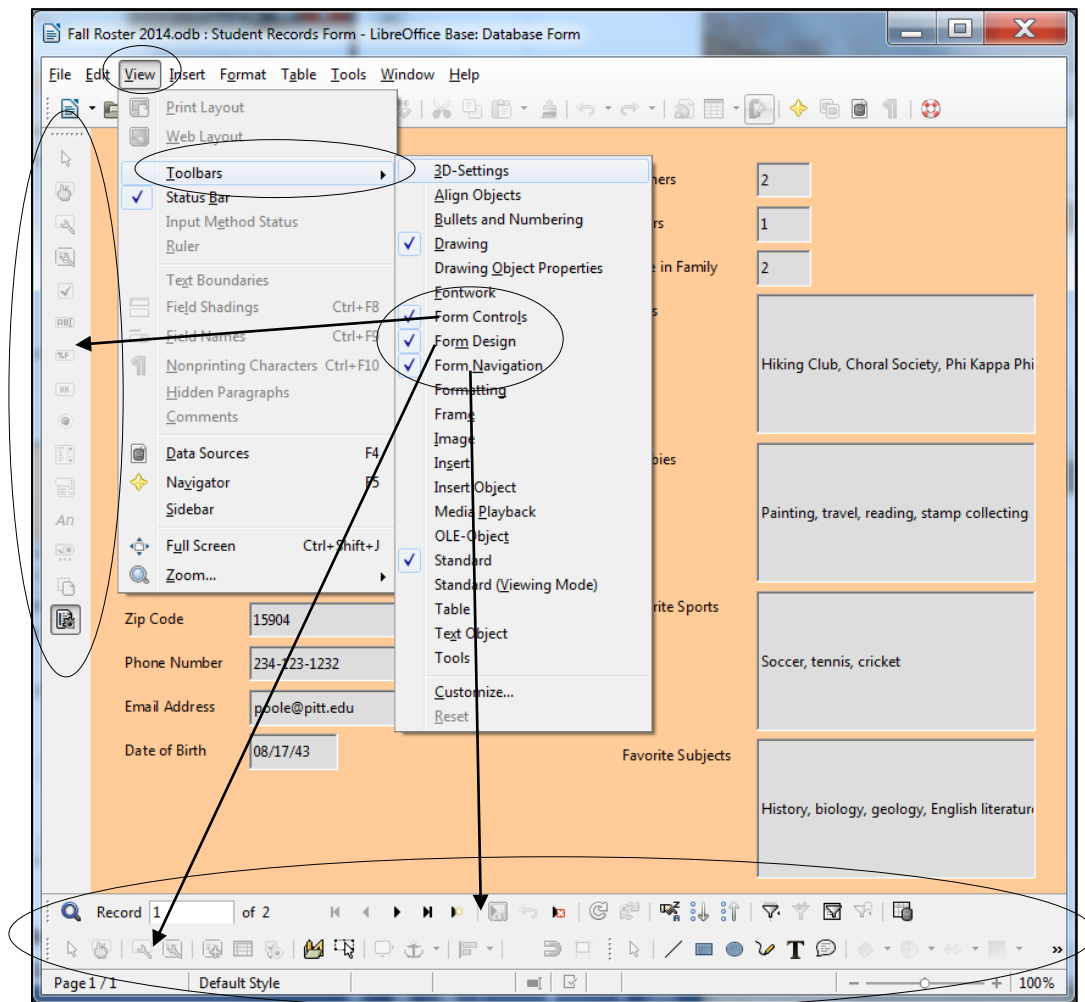 Fall Roster 2014.odb : Student Records Form - LibreOffice Base: Database Form
File Edit View Insert Format Table Tools Window Help
Print Layout
Web Layout
Toolbars
Status Bar
Input Method Status
Ruler
Text Boundaries
Field Shadings Ctrl+F8
Field Names Ctrl+F9
Nonprinting Characters Ctrl+F10
Hidden Paragraphs
Comments
Data Sources F4
Navigator F5
Sidebar
Full Screen Ctrl+Shift+J
Zoom...
3D-Settings
Align Objects
Bullets and Numbering
Drawing
Drawing Object Properties
Fontwork
Form Controls
Form Design
Form Navigation
Formatting
Frame
Image
Insert
Insert Object
Media Playback
OLE-Object
Standard
Standard (Viewing Mode)
Table
Text Object
Tools
Customize...
Reset
ABI
%F
OK
An
Zip Code 15904
Phone Number 234-123-1232
Email Address poole@pitt.edu
Date of Birth 08/17/43
hers 2
rs 1
e in Family 2
s Hiking Club, Choral Society, Phi Kappa Phi
bies Painting, travel, reading, stamp collecting
rite Sports Soccer, tennis, cricket
Favorite Subjects History, biology, geology, English literatur
Record 1 of 2
T
Page 1 / 1 Default Style 100%